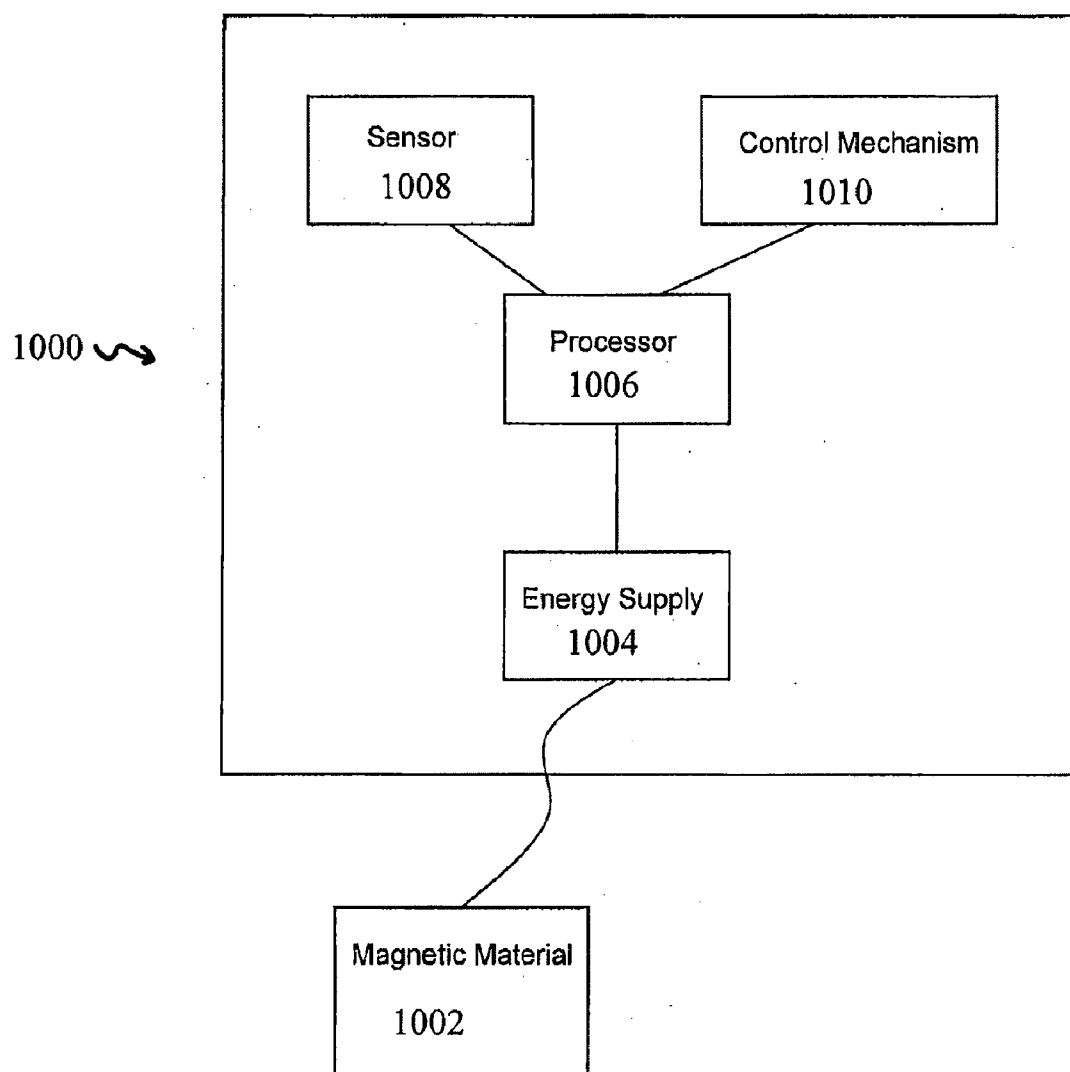 Sensor
1008
Control Mechanism
1010
1000
Processor
1006
Energy Supply
1004
Magnetic Material
1002